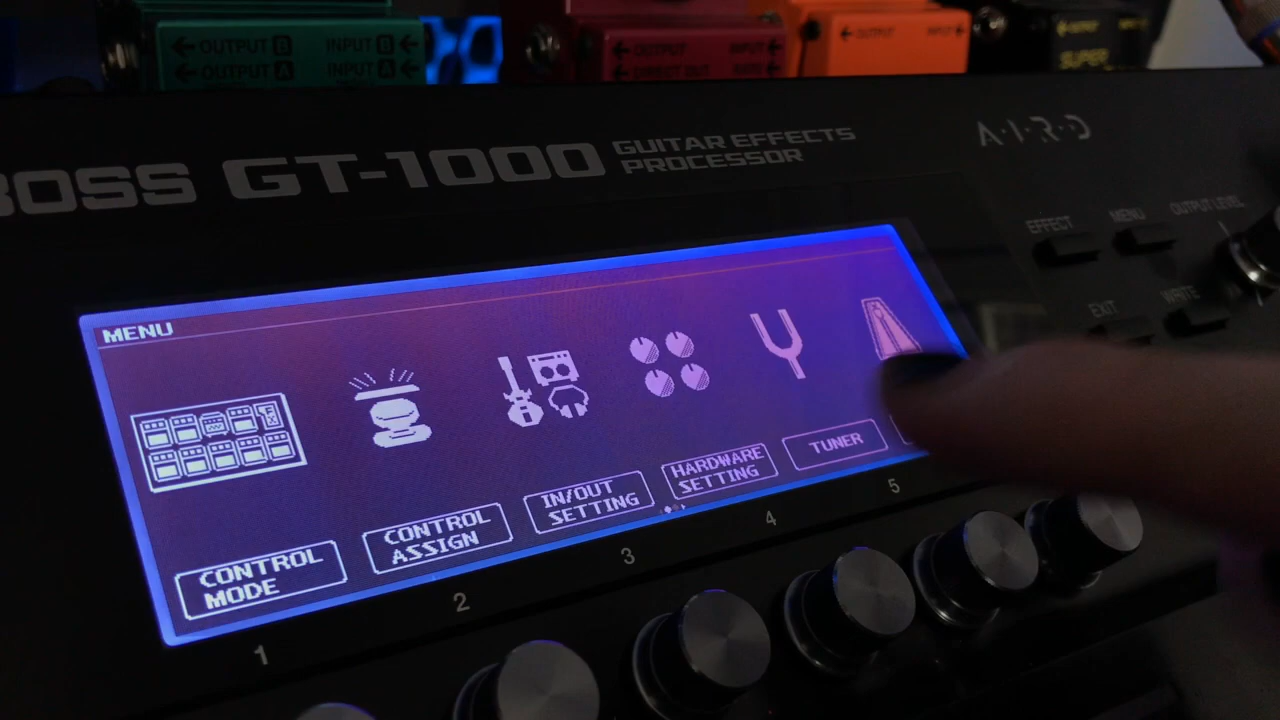 OUTPUT B INPUT B
OUTPUT A INPUT A
OUTPUT INPUT
DIRECT OUT
OUTPUT INPUT
OUTPUT
SUPER
BOSS GT-1000 GUITAR EFFECTS
PROCESSOR
A·I·R·D
EFFECT MENU OUTPUT LEVEL
EXIT WRITE
MENU
CONTROL
MODE
CONTROL
ASSIGN
IN/OUT
SETTING
HARDWARE
SETTING
TUNER
1 2 3 4 5